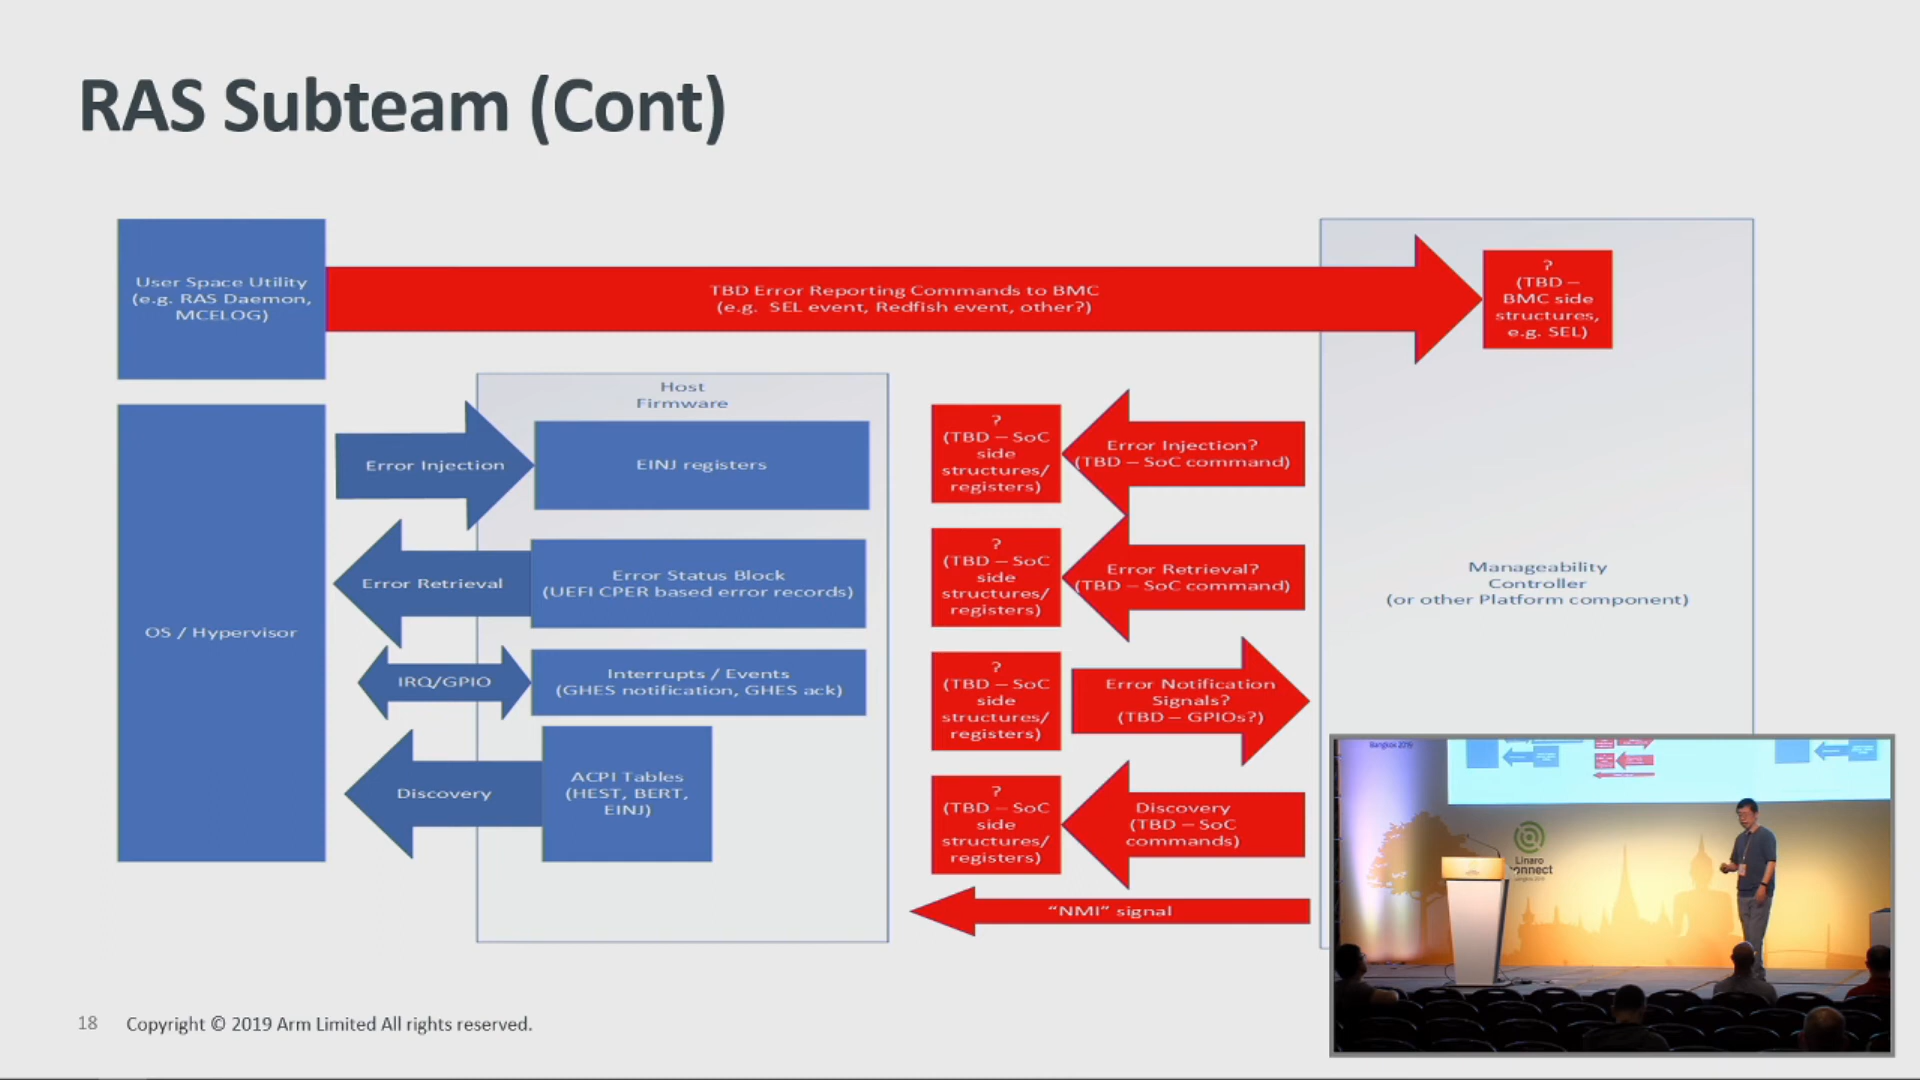 RAS Subteam (Cont)
User Space Utility
(e.g. RAS Daemon,
MCELOG)
TBD Error Reporting Commands to BMC
(e.g. SEL event, Redfish event, other?)
?
(TBD –
BMC side
structures,
e.g. SEL)
OS / Hypervisor
Host
Firmware
Error Injection
EINJ registers
Error Retrieval
Error Status Block
(UEFI CPER based error records)
IRQ/GPIO
Interrupts / Events
(GHES notification, GHES ack)
Discovery
ACPI Tables
(HEST, BERT,
EINJ)
?
(TBD – SoC
side
structures/
registers)
Error Injection?
(TBD – SoC command)
?
(TBD – SoC
side
structures/
registers)
Error Retrieval?
(TBD – SoC command)
?
(TBD – SoC
side
structures/
registers)
Error Notification
Signals?
(TBD – GPIOs?)
?
(TBD – SoC
side
structures/
registers)
Discovery
(TBD – SoC
commands)
“NMI” signal
Manageability
Controller
(or other Platform component)
Bangkok 2019
Linaro
connect
18 Copyright © 2019 Arm Limited All rights reserved.